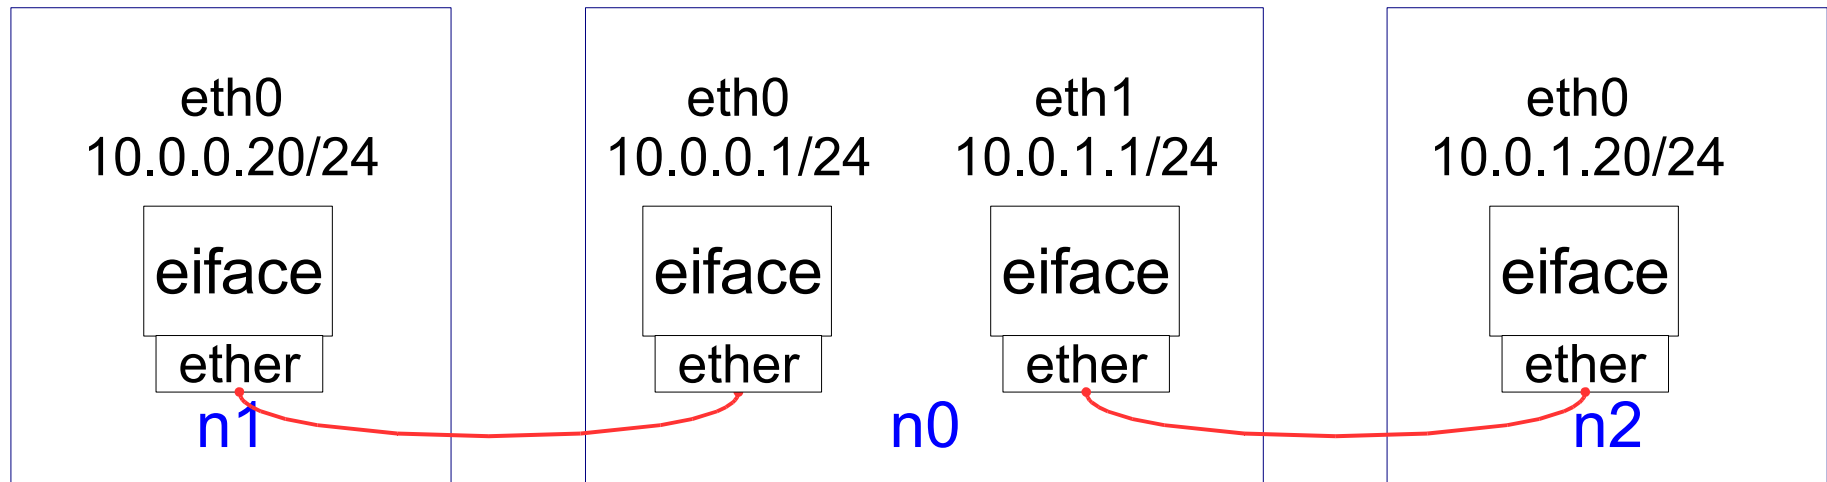 eth0
10.0.0.20/24
eiface
ether
n1
eth0
10.0.0.1/24
eiface
ether
eth1
10.0.1.1/24
eiface
ether
n0
eth0
10.0.1.20/24
eiface
ether
n2